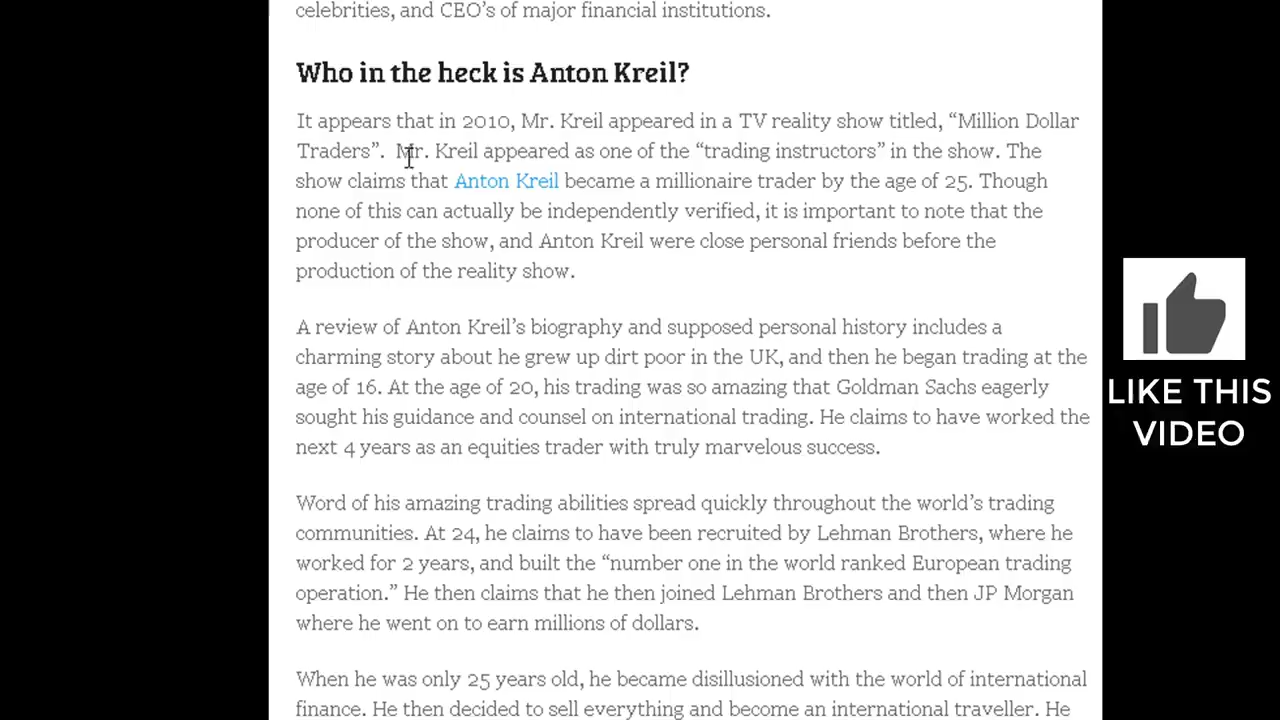 celebrities, and CEO's of major financial institutions.
Who in the heck is Anton Kreil?
It appears that in 2010, Mr. Kreil appeared in a TV reality show titled, “Million Dollar
Traders”.  Mr. Kreil appeared as one of the “trading instructors” in the show. The
show claims that Anton Kreil became a millionaire trader by the age of 25. Though
none of this can actually be independently verified, it is important to note that the
producer of the show, and Anton Kreil were close personal friends before the
production of the reality show.
A review of Anton Kreil's biography and supposed personal history includes a
charming story about he grew up dirt poor in the UK, and then he began trading at the
age of 16. At the age of 20, his trading was so amazing that Goldman Sachs eagerly
sought his guidance and counsel on international trading. He claims to have worked the
next 4 years as an equities trader with truly marvelous success.
Word of his amazing trading abilities spread quickly throughout the world's trading
communities. At 24, he claims to have been recruited by Lehman Brothers, where he
worked for 2 years, and built the “number one in the world ranked European trading
operation.” He then claims that he then joined Lehman Brothers and then JP Morgan
where he went on to earn millions of dollars.
When he was only 25 years old, he became disillusioned with the world of international
finance. He then decided to sell everything and become an international traveller. He
LIKE THIS
VIDEO